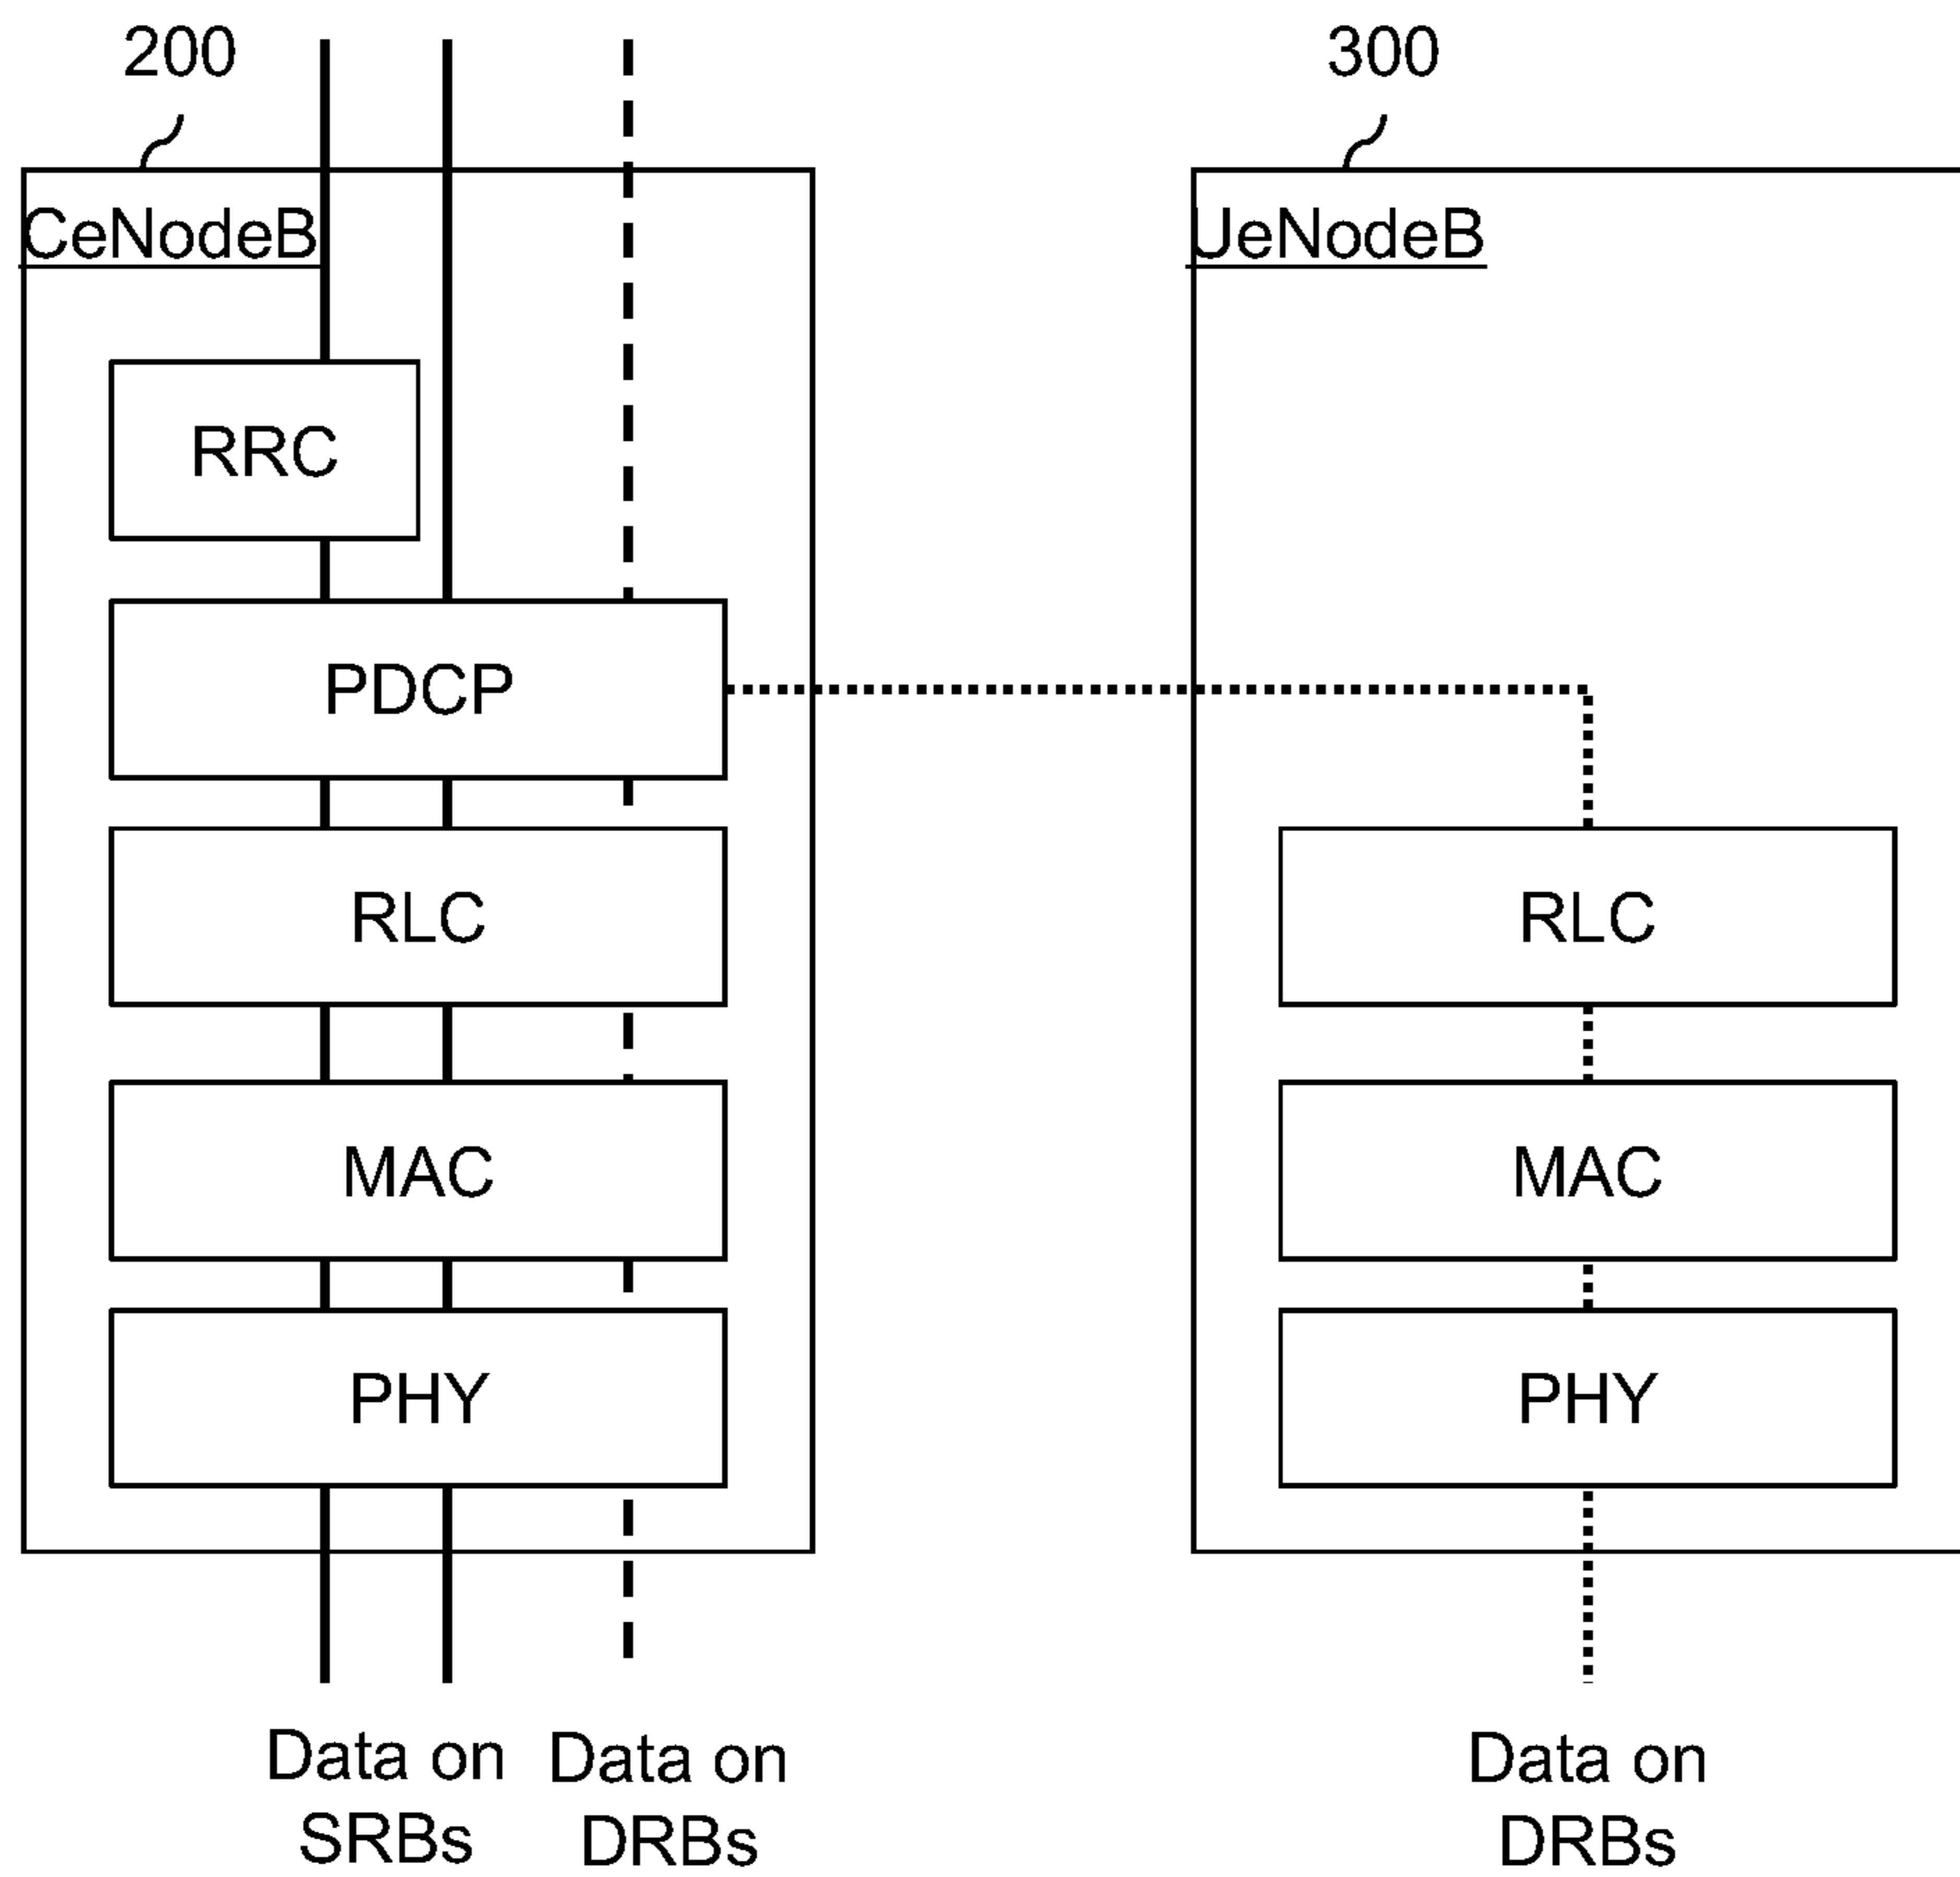 200
300
CeNodeB
UeNodeB
RRC
PDCP
RLC
RLC
MAC
MAC
PHY
PHY
Data on
SRBs
Data on
DRBs
Data on
DRBs